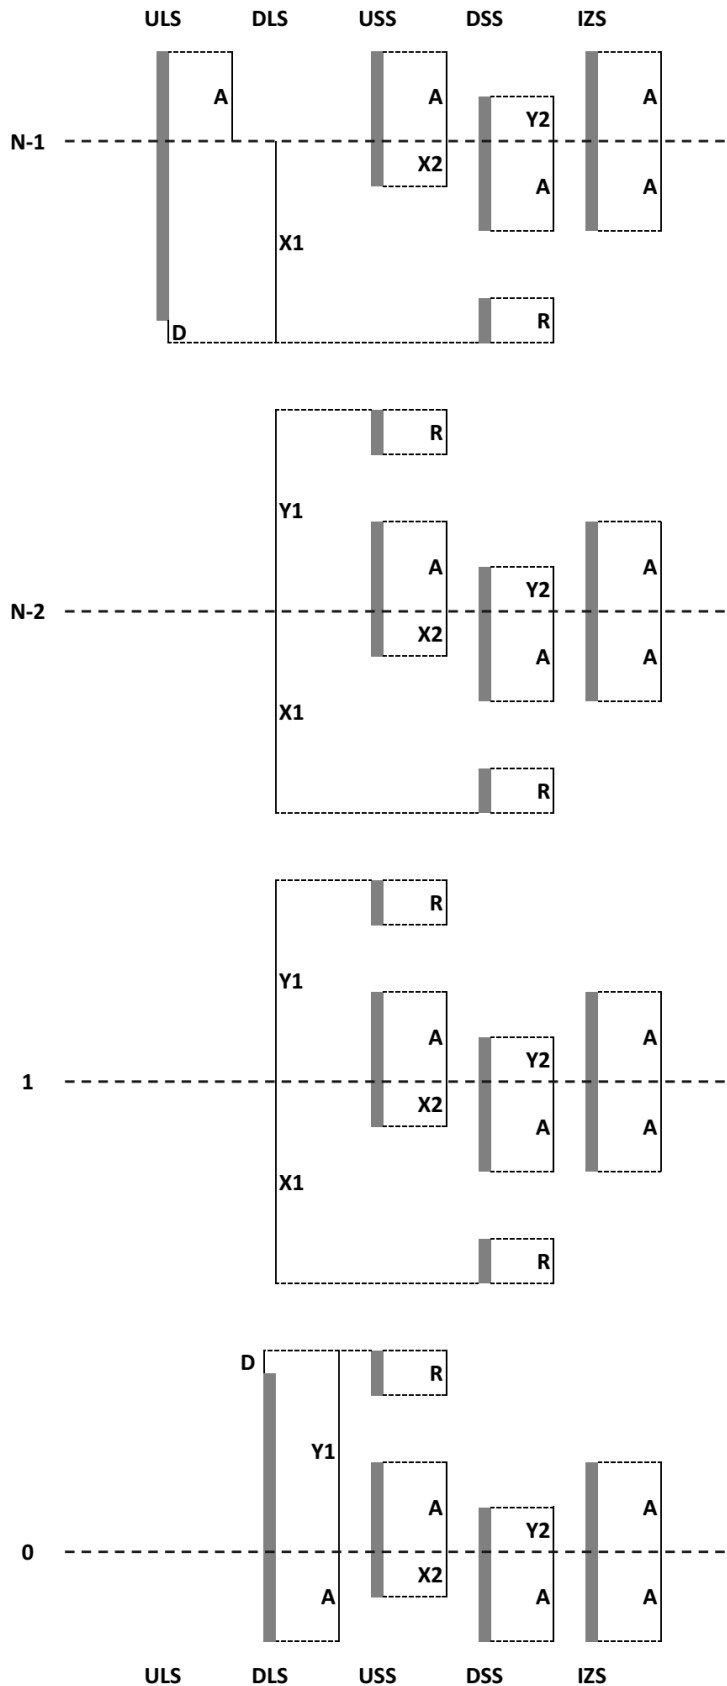 ULS DLS USS DSS IZS
A A Y2 A
N-1
X2 A A
X1
D R
R
Y1
A Y2 A
N-2
X2 A A
X1
R
R
Y1
A Y2 A
1
X2 A A
X1
R
D R
Y1
A Y2 A
0
X2
A A A
ULS DLS USS DSS IZS